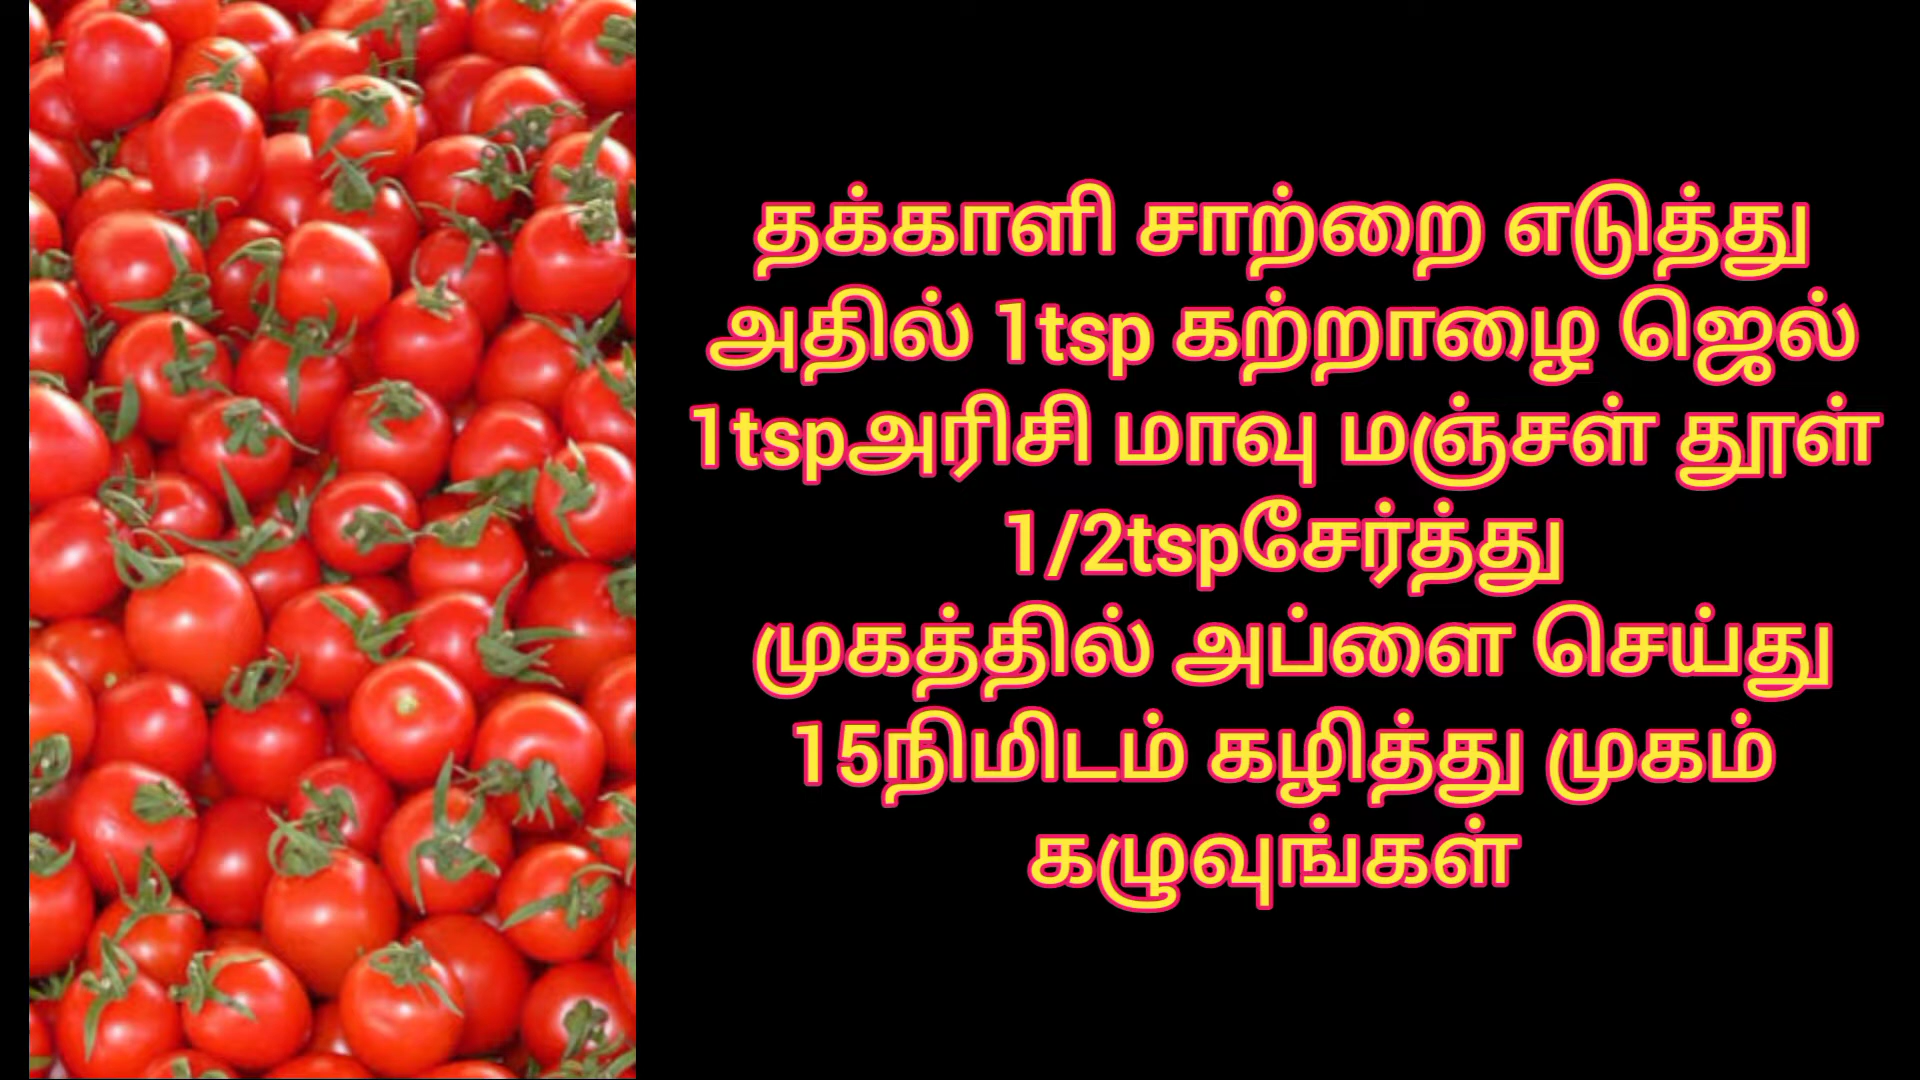 தக்காளி சாற்றை எடுத்து
அதில் 1tsp கற்றாழை ஜெல்
1tspஅரிசி மாவு மஞ்சள் தூள்
1/2tspசேர்த்து
முகத்தில் அப்ளை செய்து
15நிமிடம் கழித்து முகம்
கழுவுங்கள்